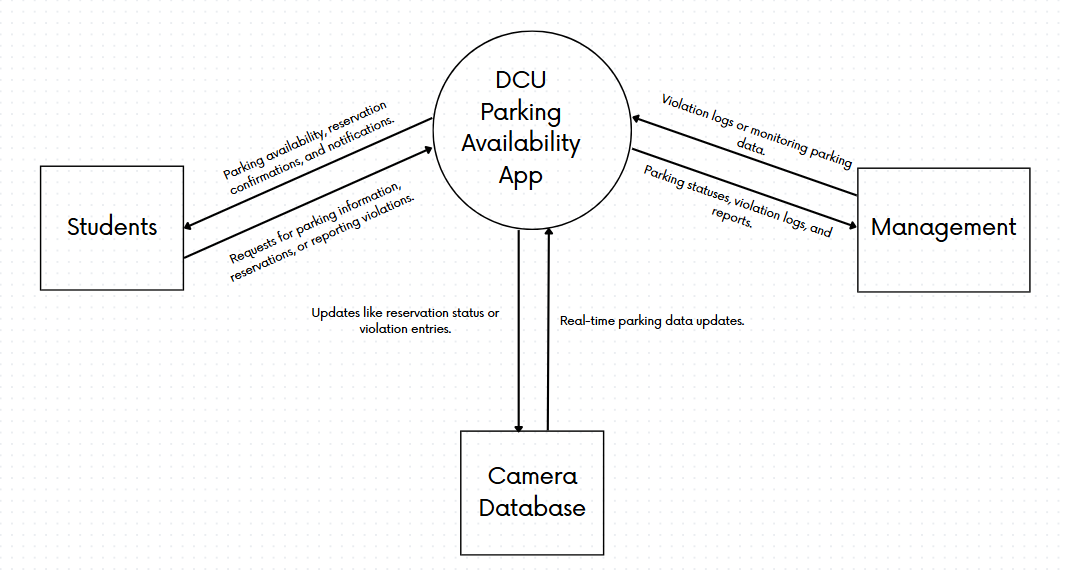 DCU
Parking
Availability
App
Parking availability, reservation
confirmations, and notifications.
Requests for parking information,
reservations, or reporting violations.
Violation logs or monitoring parking
data.
Parking statuses, violation logs, and
reports.
Students
Management
Updates like reservation status or
violation entries.
Real-time parking data updates.
Camera
Database